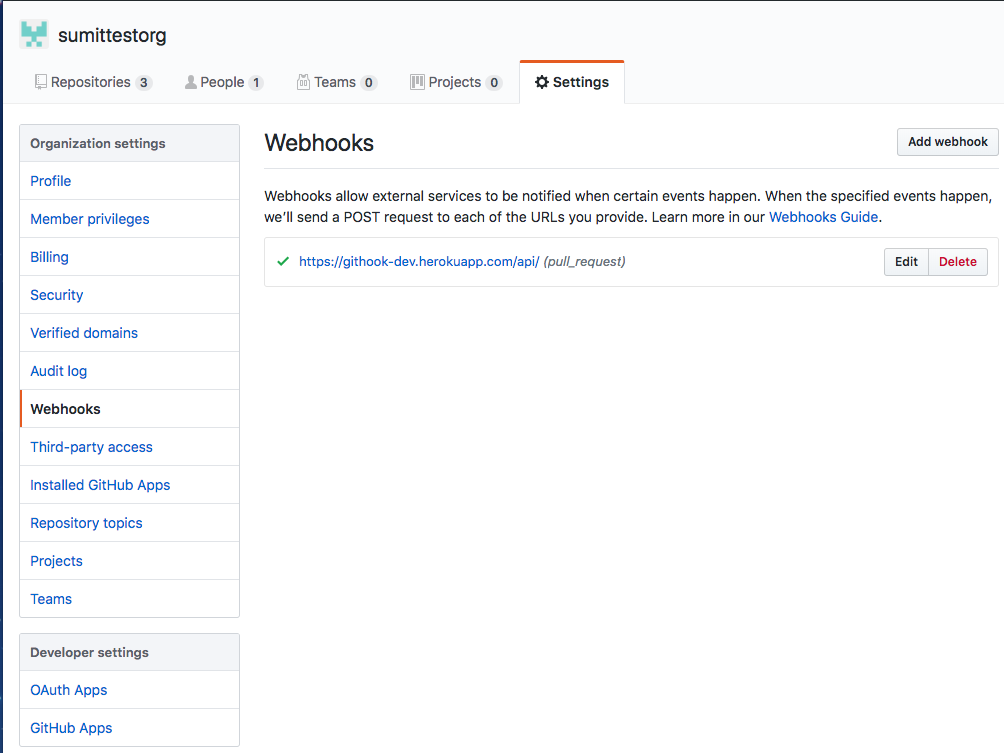 sumittestorg
Repositories 3 People 1 Teams 0 Projects 0 Settings
Organization settings
Profile
Member privileges
Billing
Security
Verified domains
Audit log
Webhooks
Third-party access
Installed GitHub Apps
Repository topics
Projects
Teams
Developer settings
OAuth Apps
GitHub Apps
Webhooks
Add webhook
Webhooks allow external services to be notified when certain events happen. When the specified events happen,
we’ll send a POST request to each of the URLs you provide. Learn more in our Webhooks Guide.
https://githook-dev.herokuapp.com/api/ (pull_request)
Edit Delete